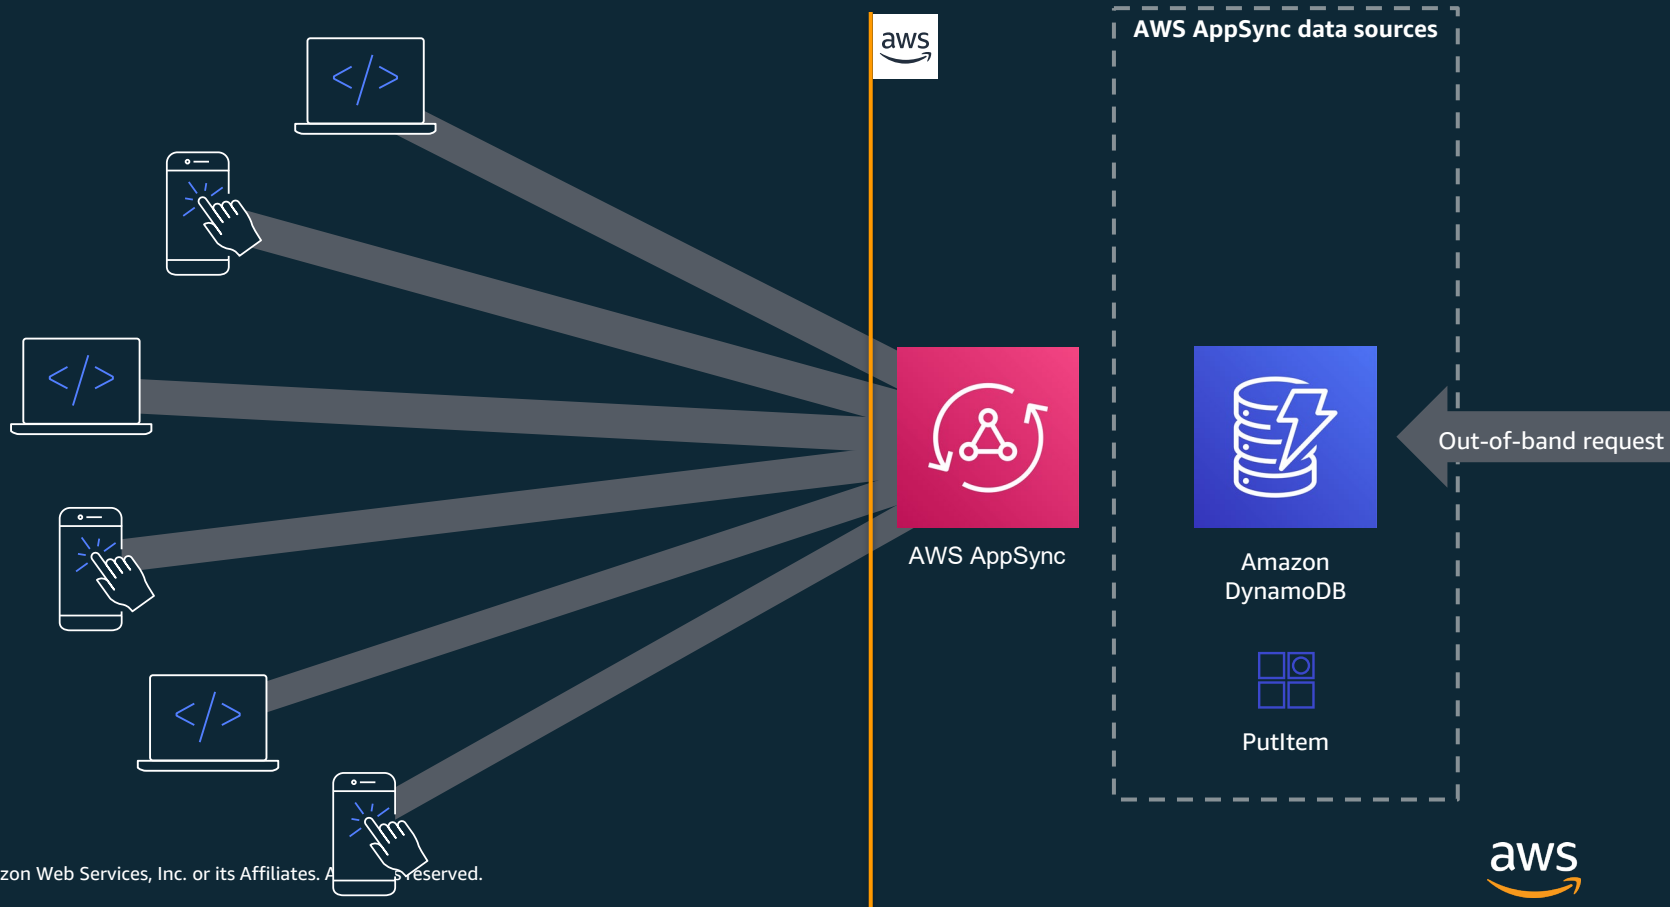 aws
AWS AppSync data sources
</>
</>
Out-of-band request
AWS AppSync
Amazon
DynamoDB
</>
PutItem
aws
zon Web Services, Inc. or its Affiliates. A s reserved.